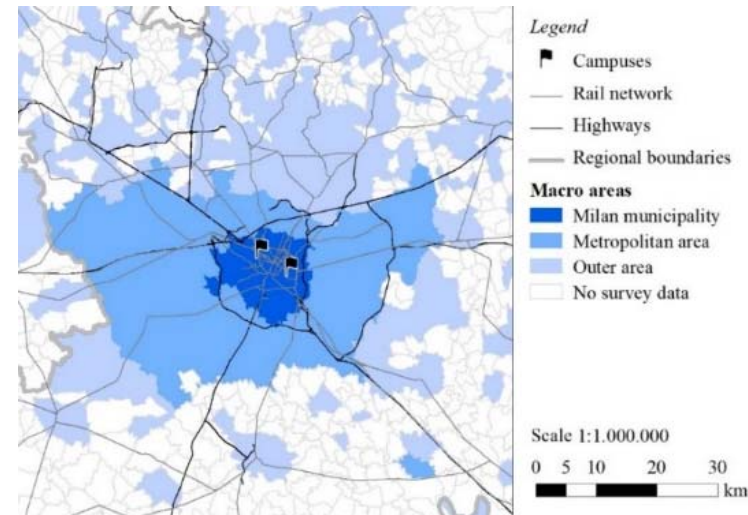 Legend
Campuses
Rail network
Highways
Regional boundaries
Macro areas
Milan municipality
Metropolitan area
Outer area
No survey data
Scale 1:1.000.000
0 5 10 20 30
km